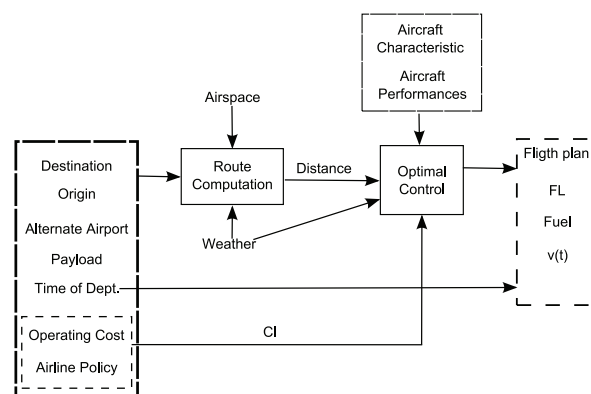 Aircraft
Characteristic
Aircraft
Performances
Airspace
Destination
Origin
Alternate Airport
Payload
Time of Dept.
Operating Cost
Airline Policy
Route
Computation
Distance
Weather
Optimal
Control
CI
Fligth plan
FL
Fuel
v(t)